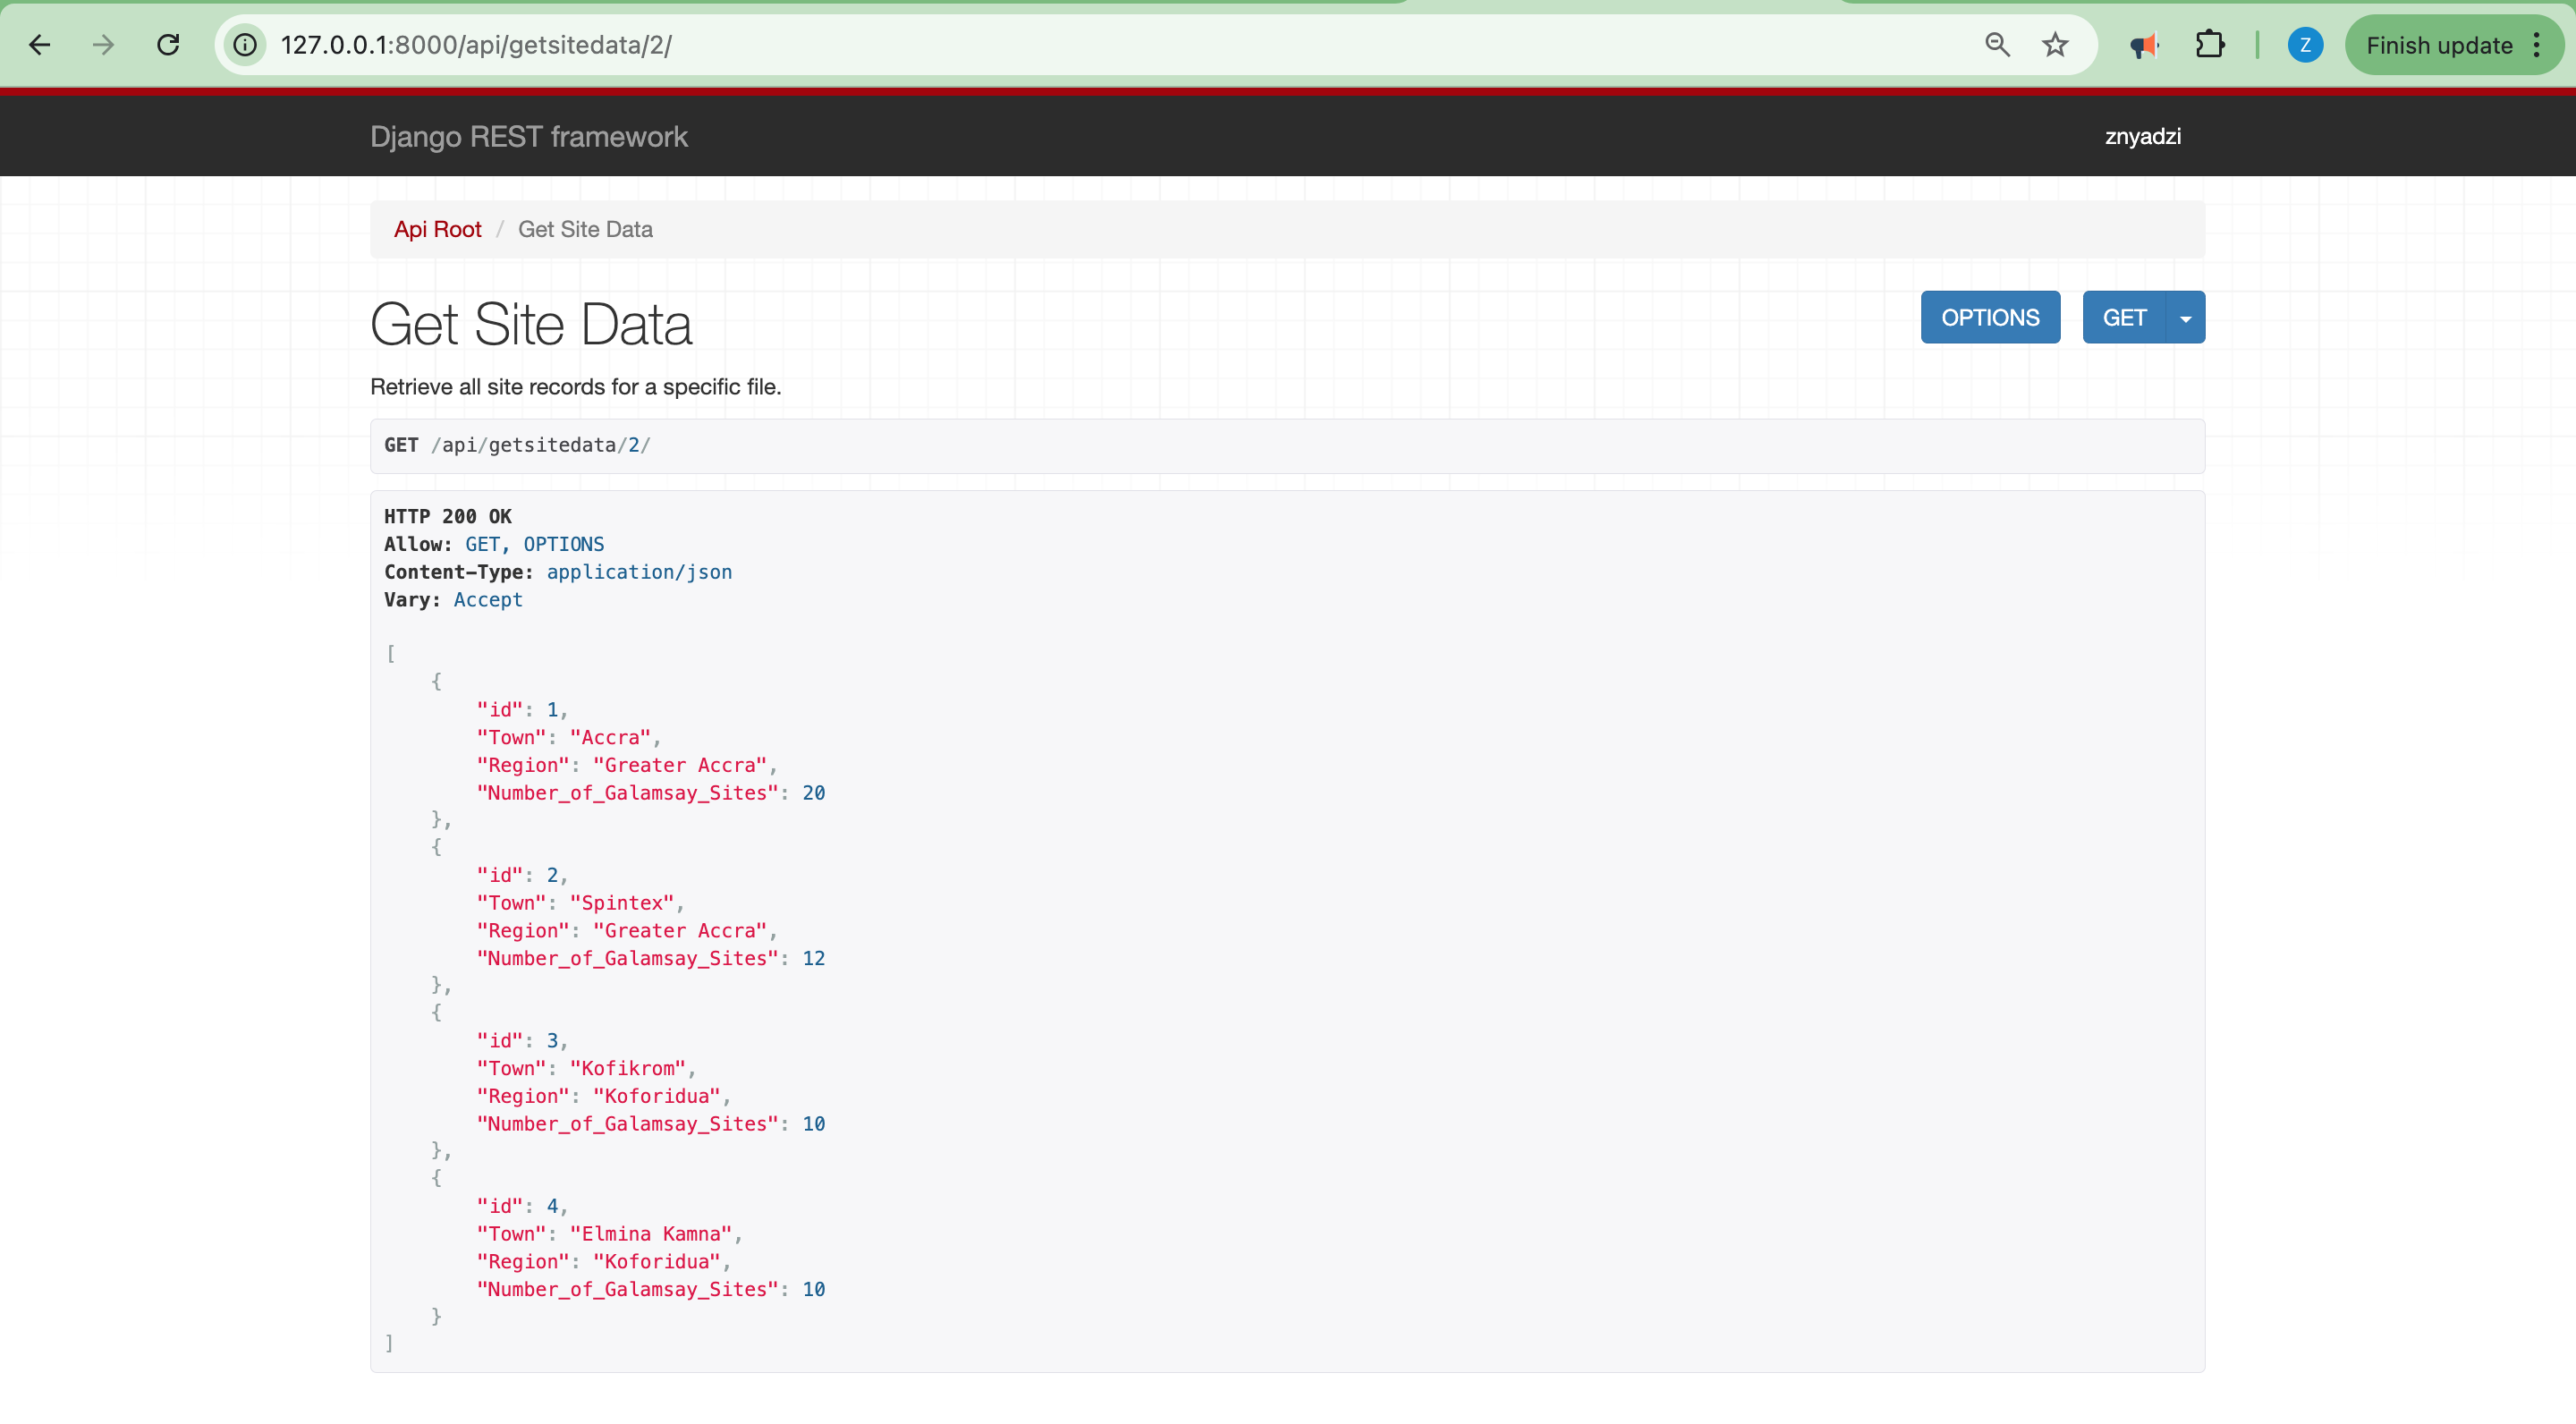 127.0.0.1:8000/api/getsitedata/2/
Z
Finish update
Django REST framework
znyadzi
Api Root / Get Site Data
Get Site Data
OPTIONS
GET
Retrieve all site records for a specific file.
GET /api/getsitedata/2/
HTTP 200 OK
Allow: GET, OPTIONS
Content-Type: application/json
Vary: Accept
[
    {
        "id": 1,
        "Town": "Accra",
        "Region": "Greater Accra",
        "Number_of_Galamsay_Sites": 20
    },
    {
        "id": 2,
        "Town": "Spintex",
        "Region": "Greater Accra",
        "Number_of_Galamsay_Sites": 12
    },
    {
        "id": 3,
        "Town": "Kofikrom",
        "Region": "Koforidua",
        "Number_of_Galamsay_Sites": 10
    },
    {
        "id": 4,
        "Town": "Elmina Kamna",
        "Region": "Koforidua",
        "Number_of_Galamsay_Sites": 10
    }
]